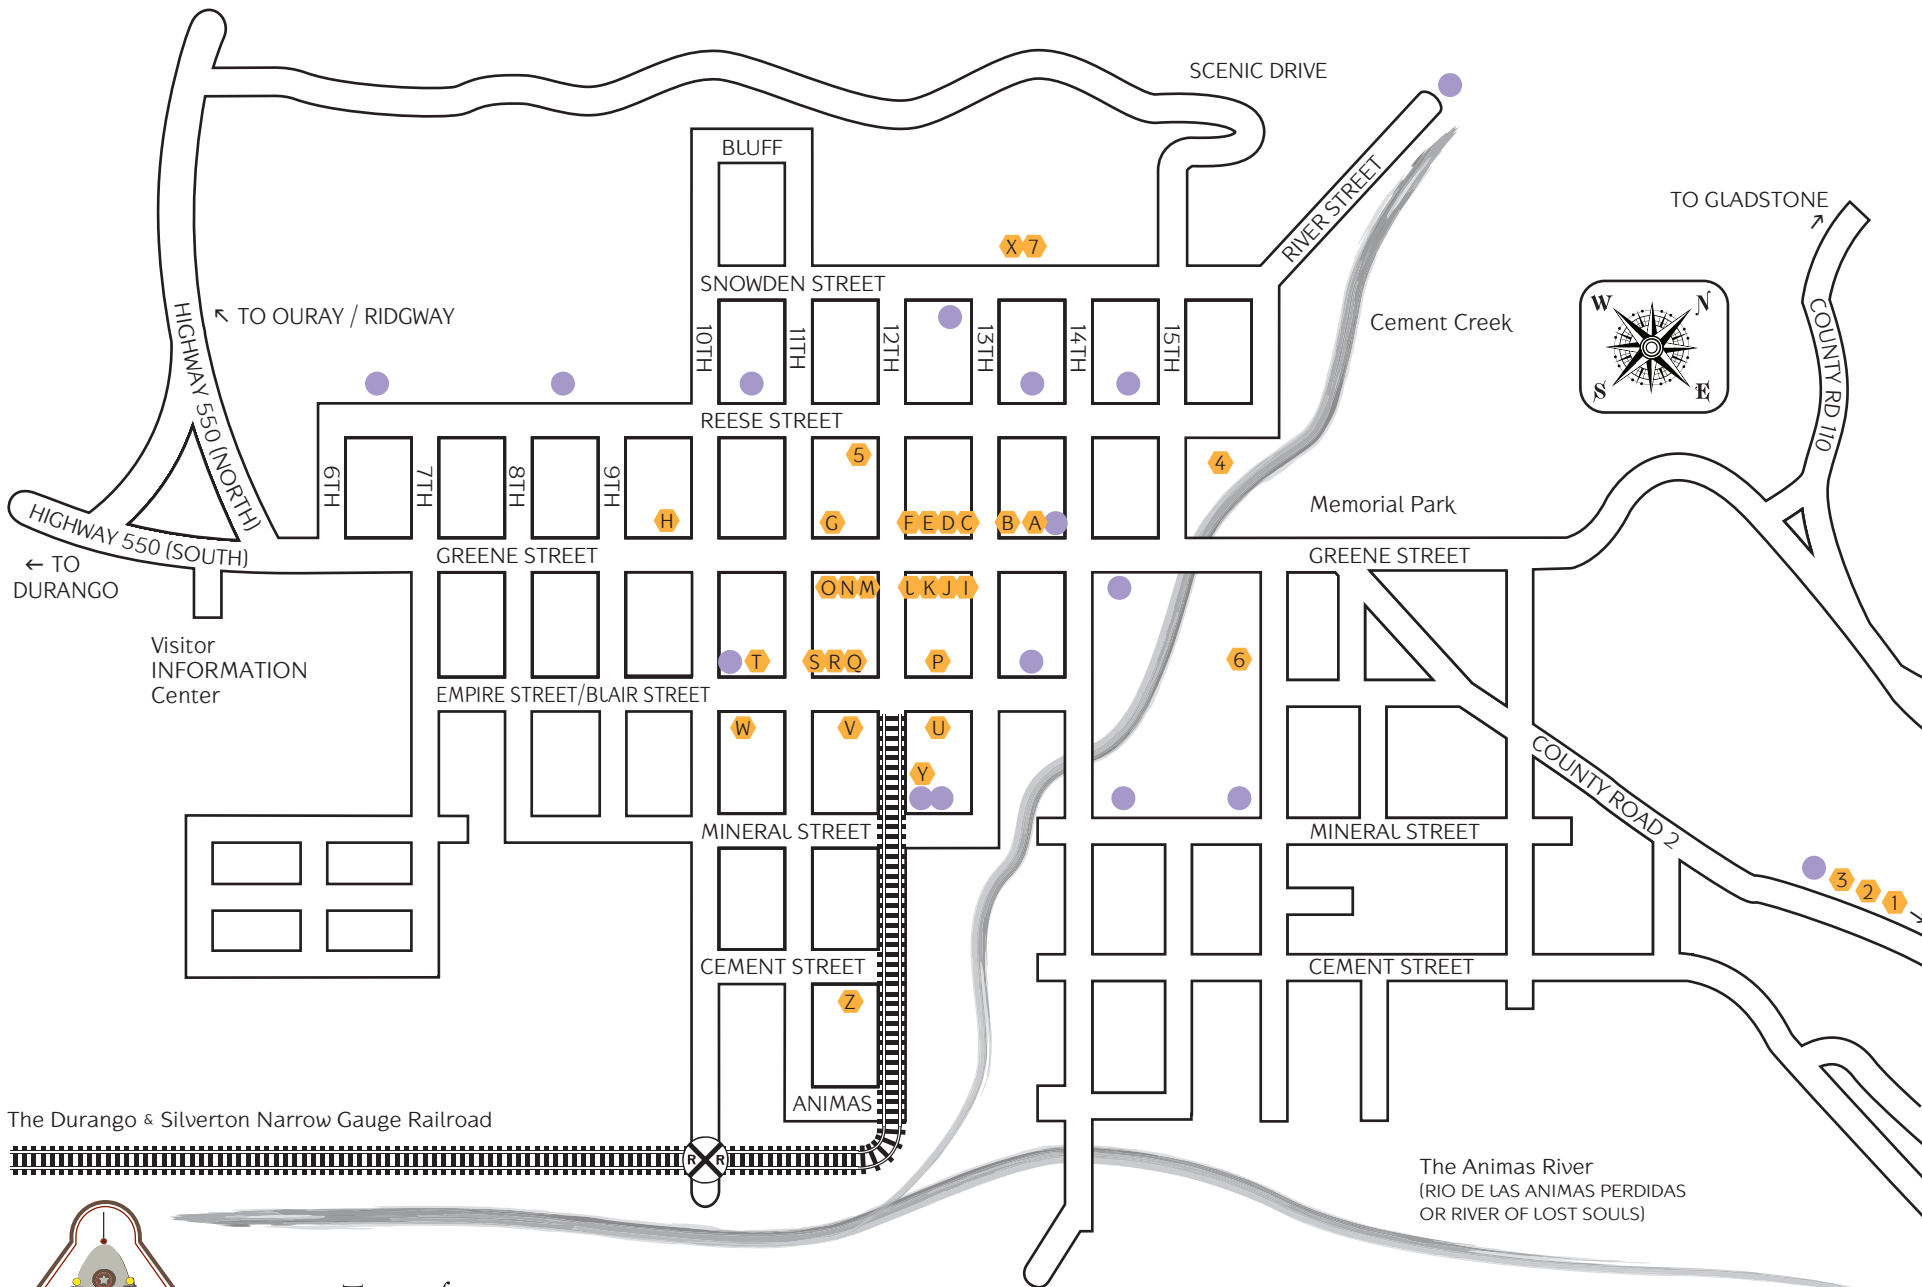 SCENIC DRIVE
BLUFF
RIVER STREET
TO GLADSTONE
↗
X 7
SNOWDEN STREET
W N
S E
↖ TO OURAY / RIDGWAY
HIGHWAY 550 (NORTH)
COUNTY RD 110
Cement Creek
10TH 11TH 12TH 13TH 14TH 15TH
REESE STREET
5
4
6TH 7TH 8TH 9TH
Memorial Park
H G F E D C B A
HIGHWAY 550 (SOUTH)
GREENE STREET
GREENE STREET
← TO
DURANGO
O N M L K J I
Visitor
INFORMATION
Center
T S R Q P 6
EMPIRE STREET/BLAIR STREET
W V U
Y
COUNTY ROAD 2
MINERAL STREET
MINERAL STREET
3 2 1 →
CEMENT STREET
CEMENT STREET
Z
ANIMAS
The Durango & Silverton Narrow Gauge Railroad
R R
The Animas River
(RIO DE LAS ANIMAS PERDIDAS
OR RIVER OF LOST SOULS)